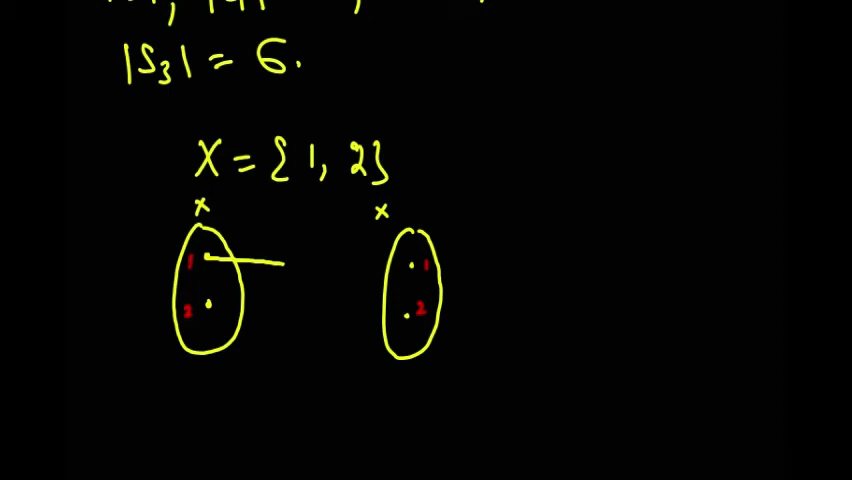 |S₃| = 6.
X = {1, 2}
x x
1 1
2 2